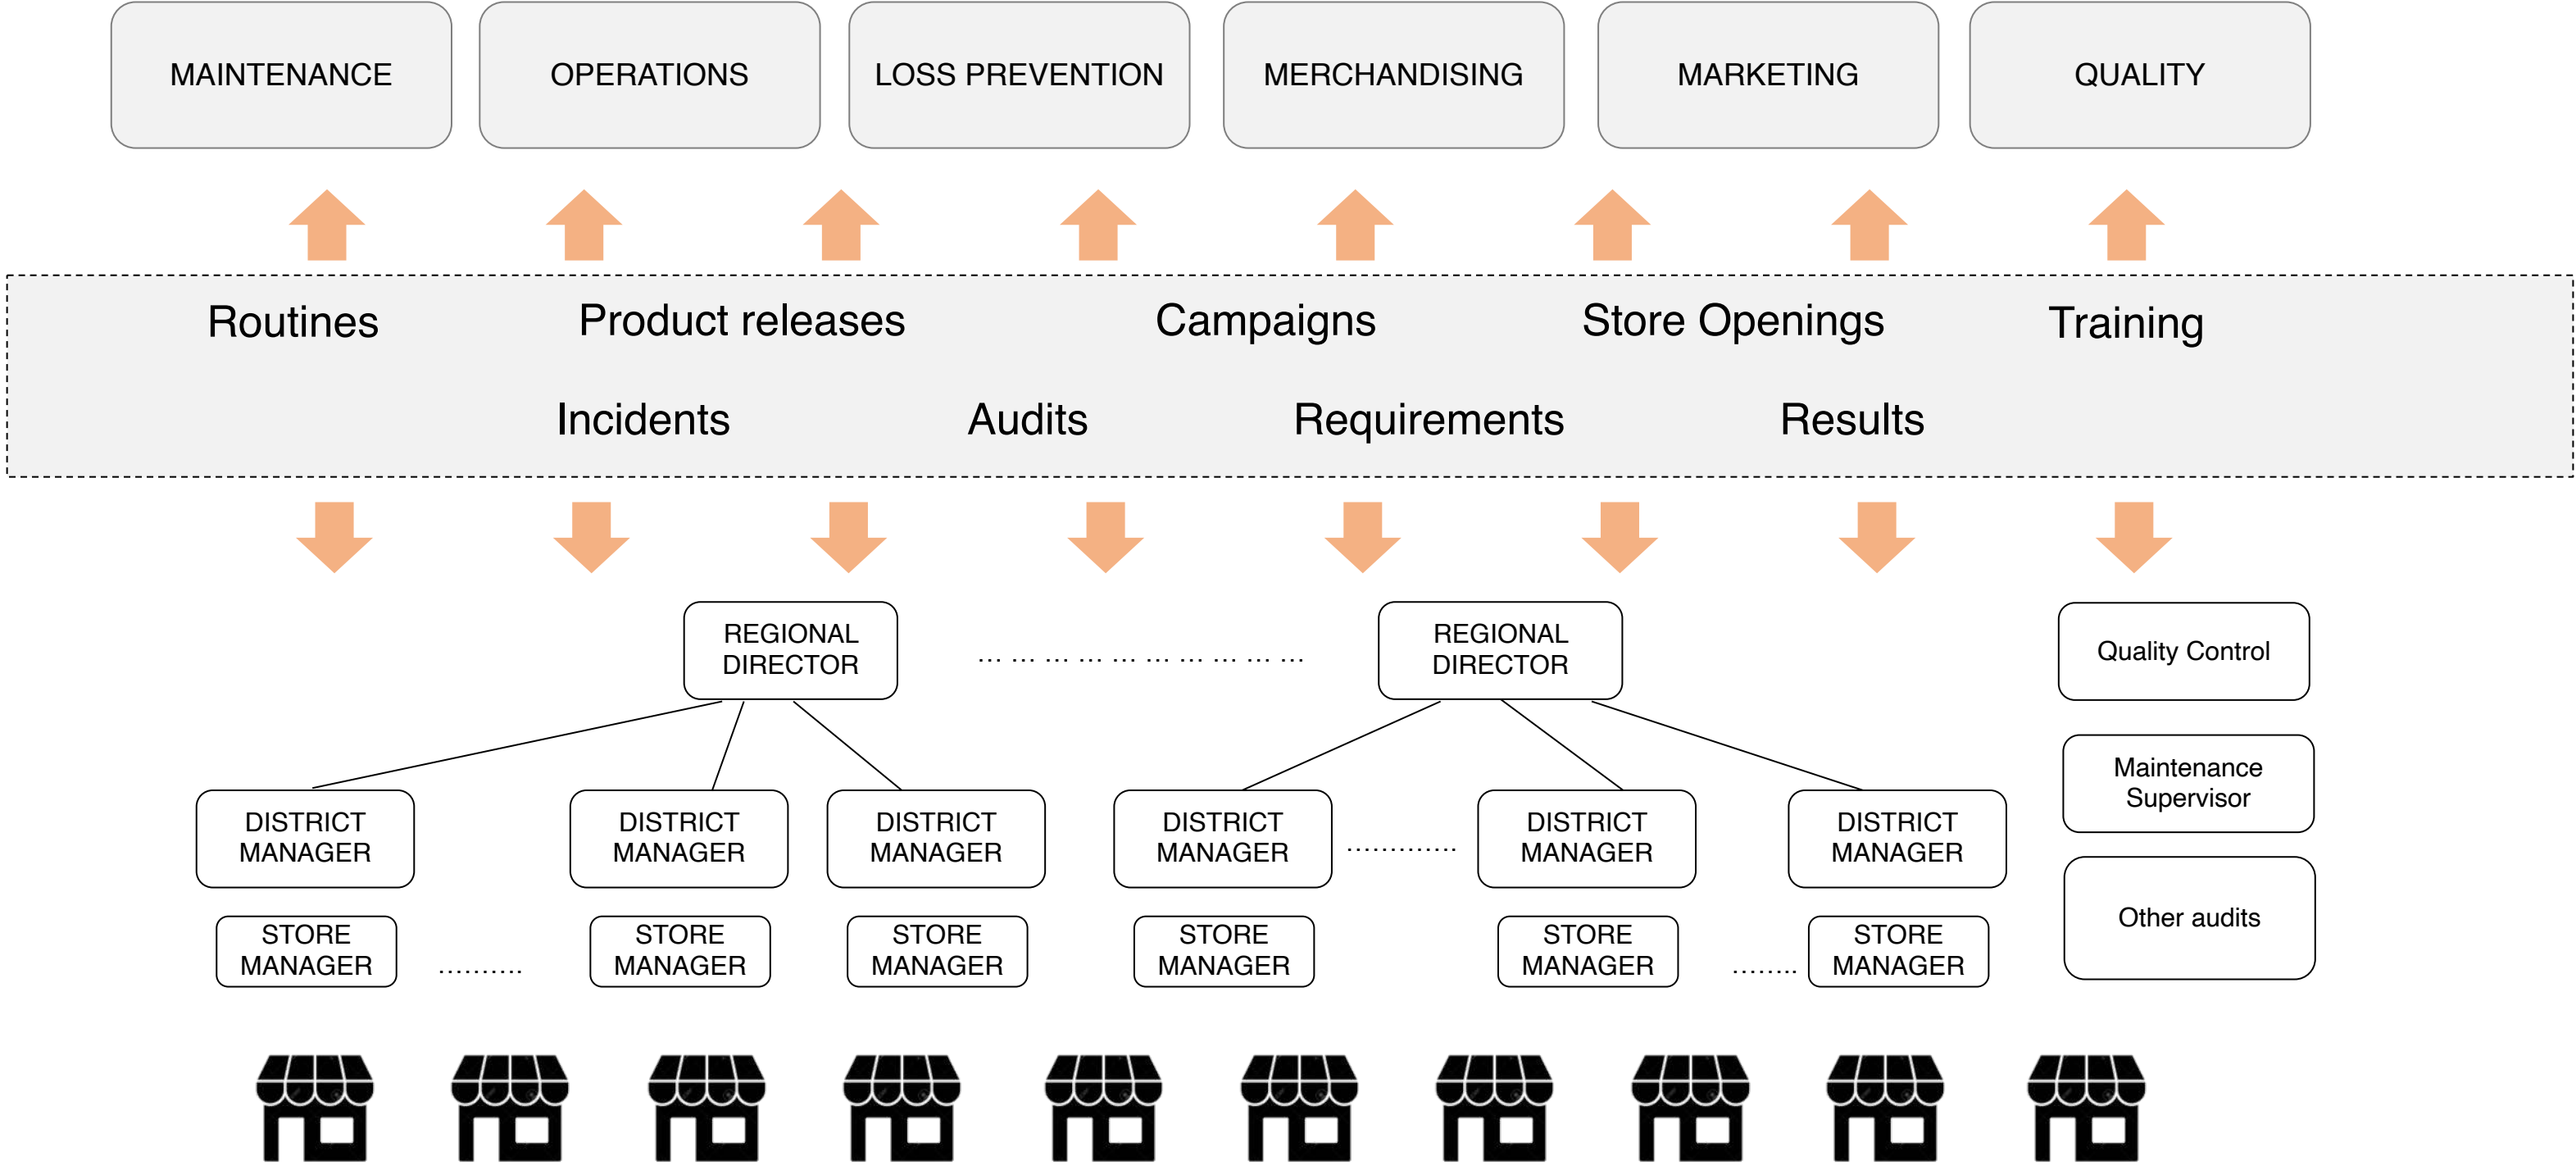 MAINTENANCE
OPERATIONS
LOSS PREVENTION
MERCHANDISING
MARKETING
QUALITY
Routines
Product releases
Campaigns
Store Openings
Training
Incidents
Audits
Requirements
Results
REGIONAL
DIRECTOR
... ... ... ... ... ... ... ... ... ...
REGIONAL
DIRECTOR
Quality Control
Maintenance
Supervisor
DISTRICT
MANAGER
DISTRICT
MANAGER
DISTRICT
MANAGER
DISTRICT
MANAGER
.............
DISTRICT
MANAGER
DISTRICT
MANAGER
Other audits
STORE
MANAGER
..........
STORE
MANAGER
STORE
MANAGER
STORE
MANAGER
STORE
MANAGER
........
STORE
MANAGER